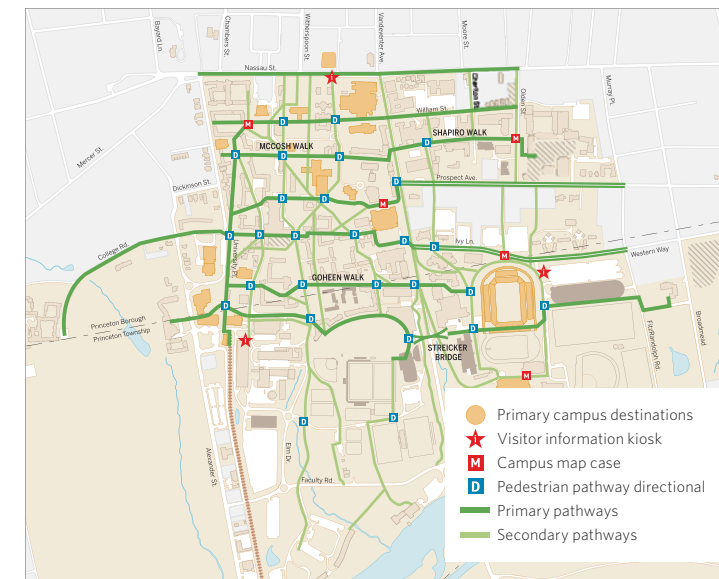 Bayard Ln.
Chambers St.
Witherspoon St.
Vandeventer Ave.
Moore St.
Nassau St.
Charlton St.
Olden St.
Murray Pl.
William St.
SHAPIRO WALK
MCCOSH WALK
Mercer St.
Dickinson St.
Prospect Ave.
College Rd.
University Pl.
Ivy Ln.
Western Way
GOHEEN WALK
Princeton Borough
Princeton Township
STREICKER
BRIDGE
FitzRandolph Rd.
Broadmead
Alexander St.
Elm Dr.
Faculty Rd.
Primary campus destinations
Visitor information kiosk
M Campus map case
D Pedestrian pathway directional
Primary pathways
Secondary pathways